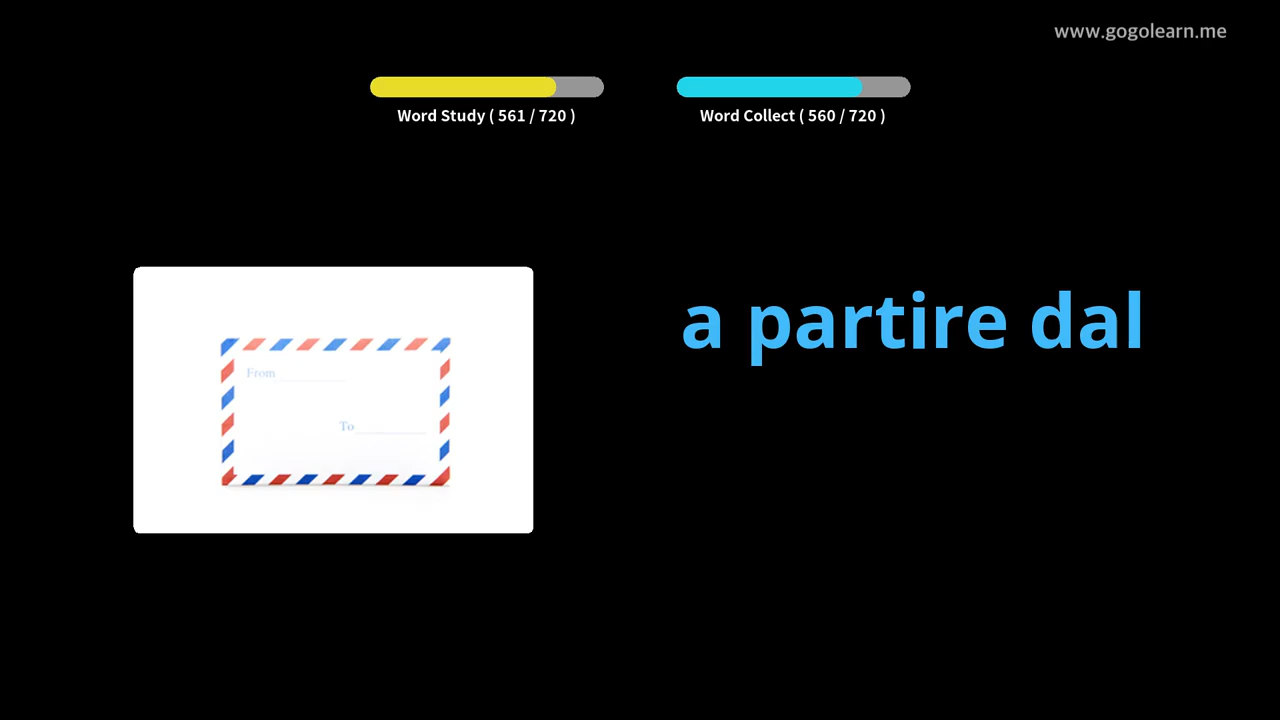 www.gogolearn.me
Word Study ( 561 / 720 )
Word Collect ( 560 / 720 )
a partire dal
From
To